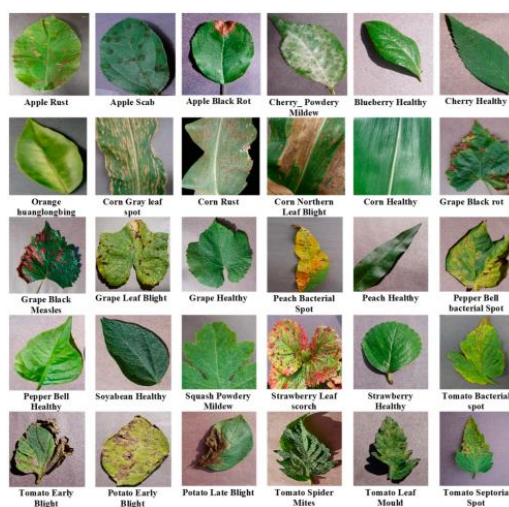 Apple Rust
Apple Scab
Apple Black Rot
Cherry_ Powdery
Mildew
Blueberry Healthy
Cherry Healthy
Orange
huanglongbing
Corn Gray leaf
spot
Corn Rust
Corn Northern
Leaf Blight
Corn Healthy
Grape Black rot
Grape Black
Measles
Grape Leaf Blight
Grape Healthy
Peach Bacterial
Spot
Peach Healthy
Pepper Bell
bacterial Spot
Pepper Bell
Healthy
Soyabean Healthy
Squash Powdery
Mildew
Strawberry Leaf
scorch
Strawberry
Healthy
Tomato Bacterial
spot
Tomato Early
Blight
Potato Early
Blight
Potato Late Blight
Tomato Spider
Mites
Tomato Leaf
Mould
Tomato Septoria
Spot